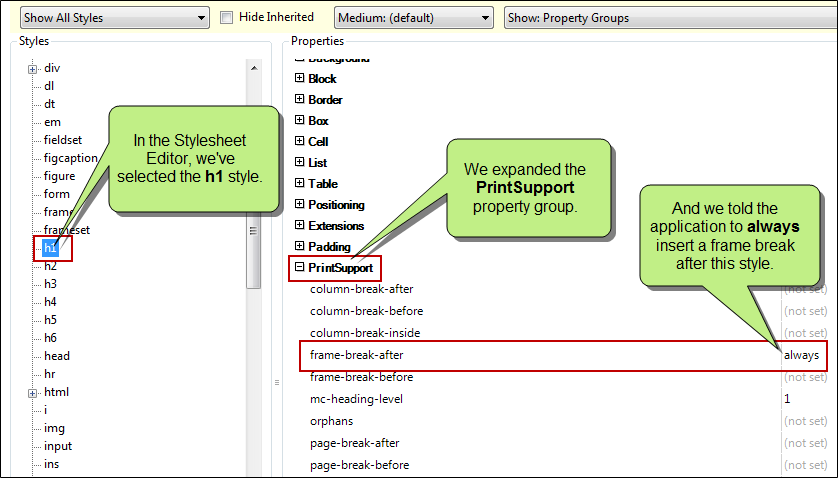 Show All Styles
Hide Inherited
Medium: (default)
Show: Property Groups
Styles
div
dl
dt
em
fieldset
figcaption
figure
form
frame
frameset
h1
h2
h3
h4
h5
h6
head
hr
html
i
img
input
ins
In the Stylesheet
Editor, we've
selected the h1 style.
Properties
Background
Block
Border
Box
Cell
List
Table
Positioning
Extensions
Padding
PrintSupport
column-break-after (not set)
column-break-before (not set)
column-break-inside (not set)
frame-break-after always
frame-break-before (not set)
mc-heading-level 1
orphans (not set)
page-break-after (not set)
page-break-before (not set)
We expanded the
PrintSupport
property group.
And we told the
application to always
insert a frame break
after this style.